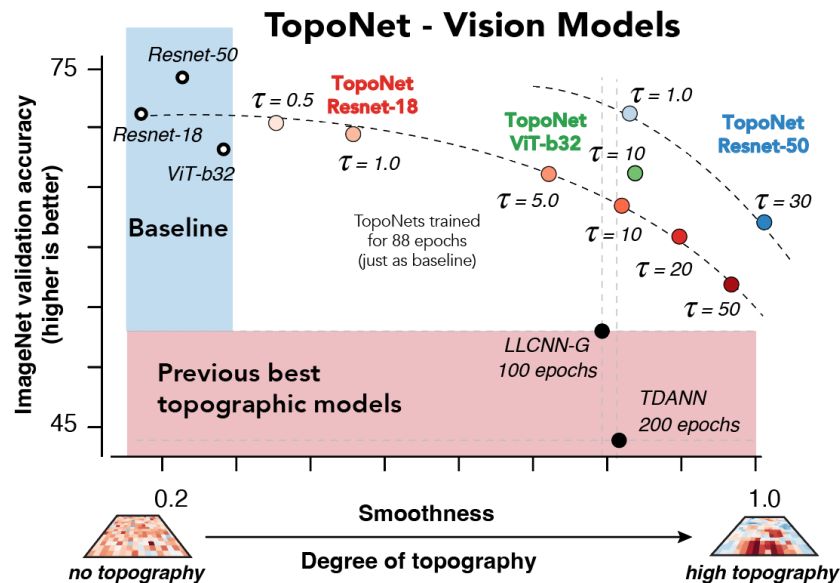 TopoNet - Vision Models
75
45
ImageNet validation accuracy
(higher is better)
Resnet-50
Resnet-18
ViT-b32
Baseline
τ = 0.5
TopoNet
Resnet-18
τ = 1.0
τ = 5.0
τ = 10
τ = 20
τ = 50
TopoNet
ViT-b32
τ = 10
τ = 1.0
TopoNet
Resnet-50
τ = 30
TopoNets trained
for 88 epochs
(just as baseline)
LLCNN-G
100 epochs
Previous best
topographic models
TDANN
200 epochs
0.2
1.0
Smoothness
Degree of topography
no topography
high topography